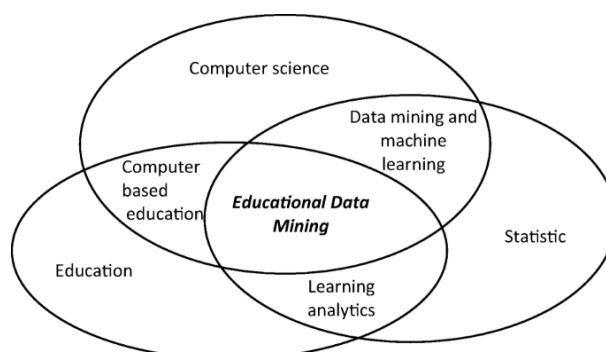 Computer science
Data mining and
machine
learning
Computer
based
education
Educational Data
Mining
Statistic
Education
Learning
analytics